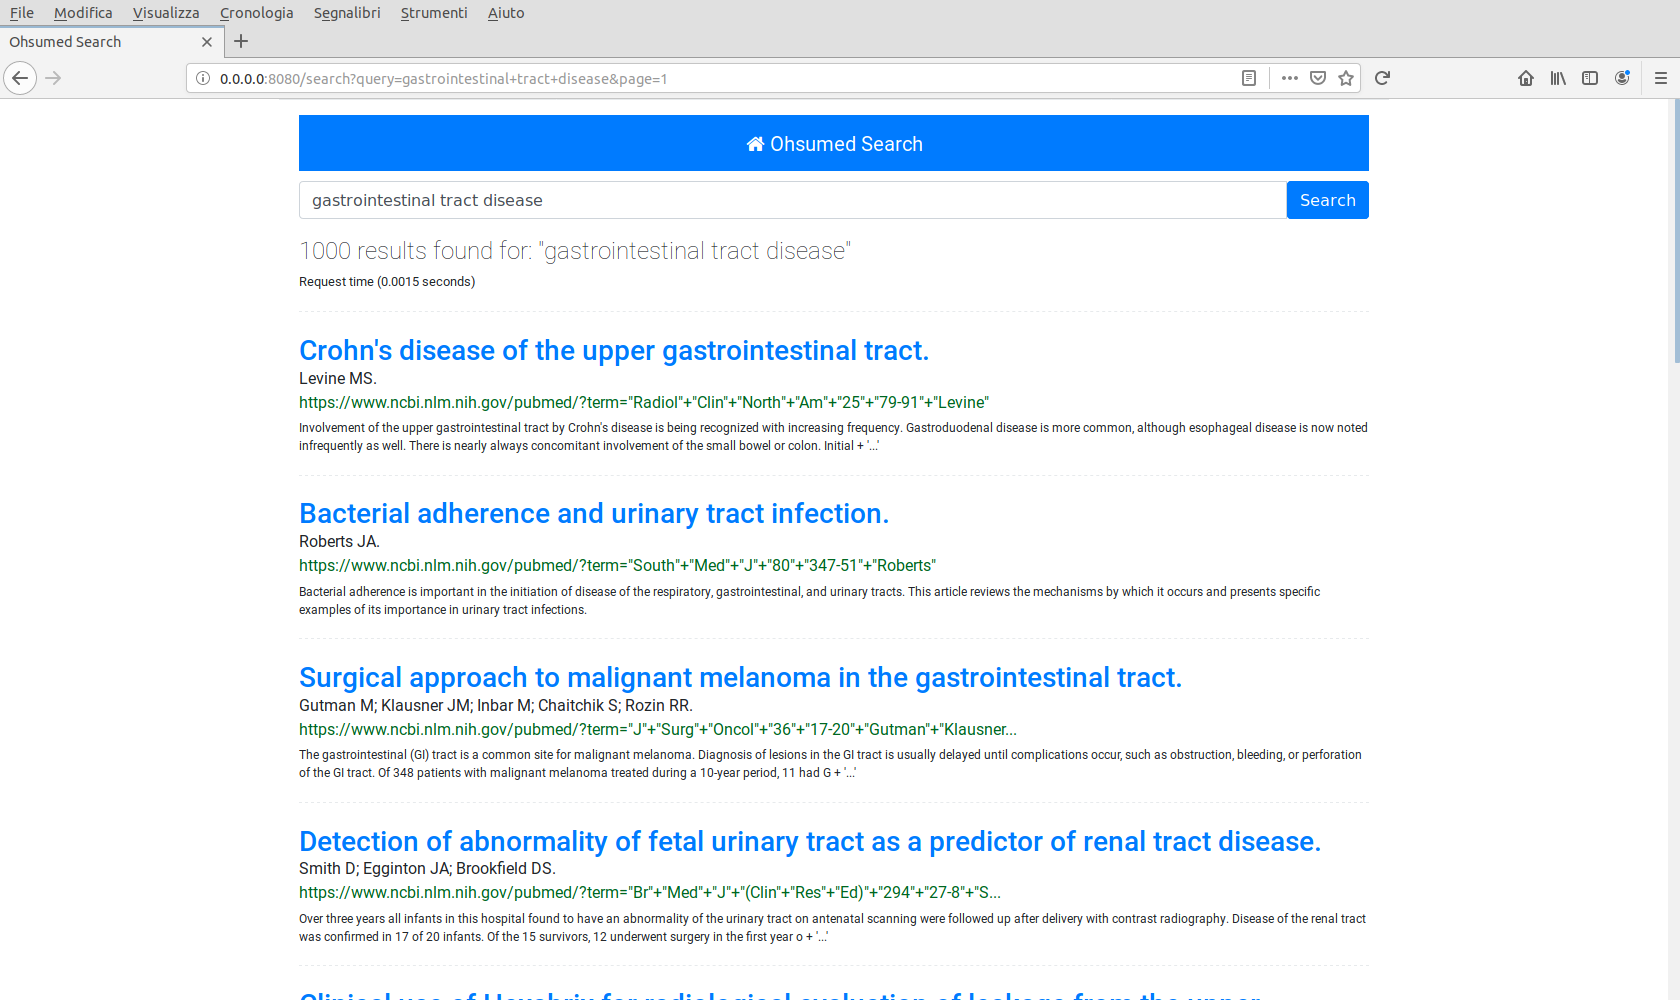 File Modifica Visualizza Cronologia Segnalibri Strumenti Aiuto
Ohsumed Search
0.0.0.0:8080/search?query=gastrointestinal+tract+disease&page=1
Ohsumed Search
gastrointestinal tract disease Search
1000 results found for: "gastrointestinal tract disease"
Request time (0.0015 seconds)
Crohn's disease of the upper gastrointestinal tract.
Levine MS.
https://www.ncbi.nlm.nih.gov/pubmed/?term="Radiol"+"Clin"+"North"+"Am"+"25"+"79-91"+"Levine"
Involvement of the upper gastrointestinal tract by Crohn's disease is being recognized with increasing frequency. Gastroduodenal disease is more common, although esophageal disease is now noted
infrequently as well. There is nearly always concomitant involvement of the small bowel or colon. Initial + '...'
Bacterial adherence and urinary tract infection.
Roberts JA.
https://www.ncbi.nlm.nih.gov/pubmed/?term="South"+"Med"+"J"+"80"+"347-51"+"Roberts"
Bacterial adherence is important in the initiation of disease of the respiratory, gastrointestinal, and urinary tracts. This article reviews the mechanisms by which it occurs and presents specific
examples of its importance in urinary tract infections.
Surgical approach to malignant melanoma in the gastrointestinal tract.
Gutman M; Klausner JM; Inbar M; Chaitchik S; Rozin RR.
https://www.ncbi.nlm.nih.gov/pubmed/?term="J"+"Surg"+"Oncol"+"36"+"17-20"+"Gutman"+"Klausner...
The gastrointestinal (GI) tract is a common site for malignant melanoma. Diagnosis of lesions in the GI tract is usually delayed until complications occur, such as obstruction, bleeding, or perforation
of the GI tract. Of 348 patients with malignant melanoma treated during a 10-year period, 11 had G + '...'
Detection of abnormality of fetal urinary tract as a predictor of renal tract disease.
Smith D; Egginton JA; Brookfield DS.
https://www.ncbi.nlm.nih.gov/pubmed/?term="Br"+"Med"+"J"+"(Clin"+"Res"+"Ed)"+"294"+"27-8"+"S...
Over three years all infants in this hospital found to have an abnormality of the urinary tract on antenatal scanning were followed up after delivery with contrast radiography. Disease of the renal tract
was confirmed in 17 of 20 infants. Of the 15 survivors, 12 underwent surgery in the first year o + '...'
Clinical use of Hexabrix for radiological evaluation of leakage from the upper